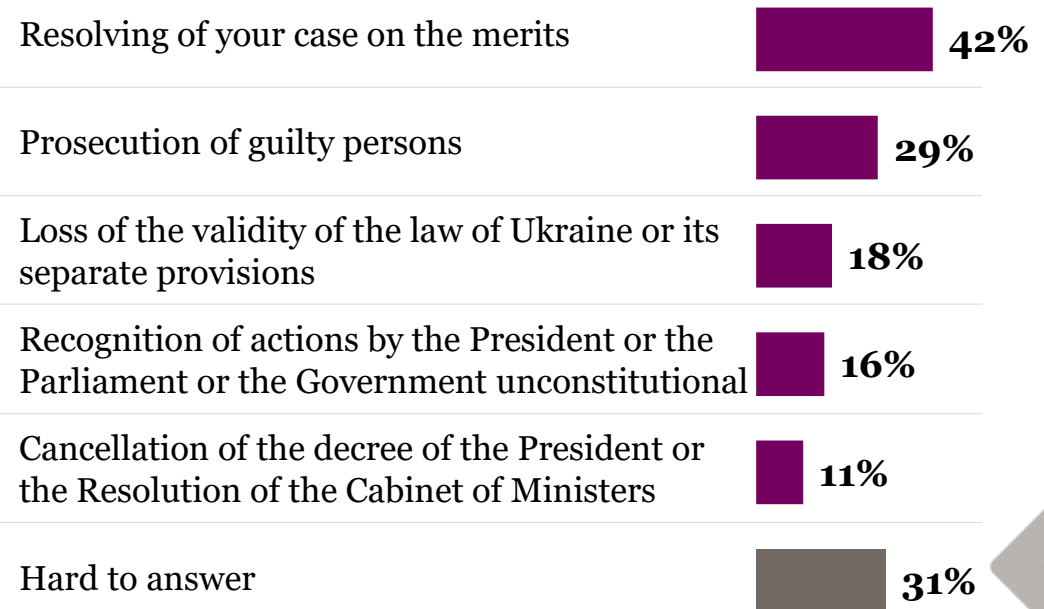 Resolving of your case on the merits 42%
Prosecution of guilty persons 29%
Loss of the validity of the law of Ukraine or its
separate provisions 18%
Recognition of actions by the President or the
Parliament or the Government unconstitutional 16%
Cancellation of the decree of the President or
the Resolution of the Cabinet of Ministers 11%
Hard to answer 31%